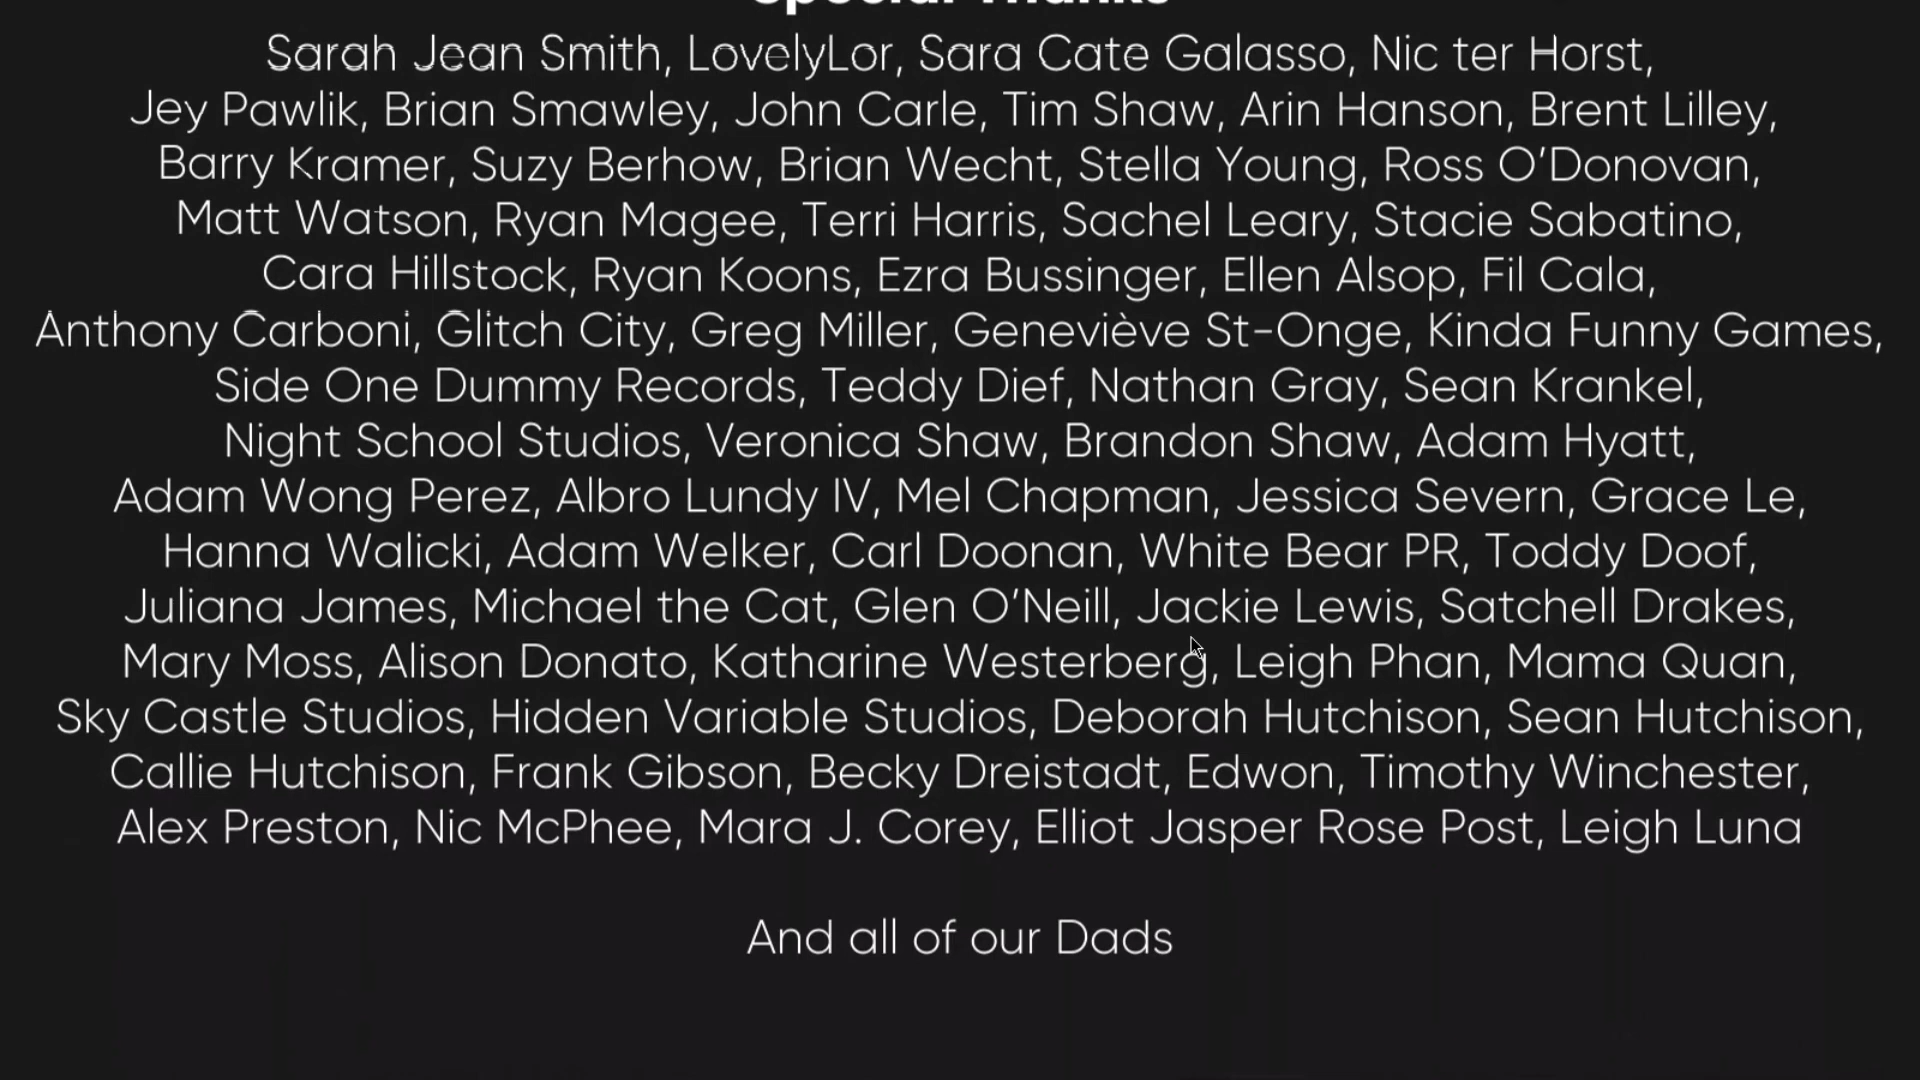 Special Thanks
Sarah Jean Smith, LovelyLor, Sara Cate Galasso, Nic ter Horst,
Jey Pawlik, Brian Smawley, John Carle, Tim Shaw, Arin Hanson, Brent Lilley,
Barry Kramer, Suzy Berhow, Brian Wecht, Stella Young, Ross O’Donovan,
Matt Watson, Ryan Magee, Terri Harris, Sachel Leary, Stacie Sabatino,
Cara Hillstock, Ryan Koons, Ezra Bussinger, Ellen Alsop, Fil Cala,
Anthony Carboni, Glitch City, Greg Miller, Geneviève St-Onge, Kinda Funny Games,
Side One Dummy Records, Teddy Dief, Nathan Gray, Sean Krankel,
Night School Studios, Veronica Shaw, Brandon Shaw, Adam Hyatt,
Adam Wong Perez, Albro Lundy IV, Mel Chapman, Jessica Severn, Grace Le,
Hanna Walicki, Adam Welker, Carl Doonan, White Bear PR, Toddy Doof,
Juliana James, Michael the Cat, Glen O’Neill, Jackie Lewis, Satchell Drakes,
Mary Moss, Alison Donato, Katharine Westerberg, Leigh Phan, Mama Quan,
Sky Castle Studios, Hidden Variable Studios, Deborah Hutchison, Sean Hutchison,
Callie Hutchison, Frank Gibson, Becky Dreistadt, Edwon, Timothy Winchester,
Alex Preston, Nic McPhee, Mara J. Corey, Elliot Jasper Rose Post, Leigh Luna
And all of our Dads